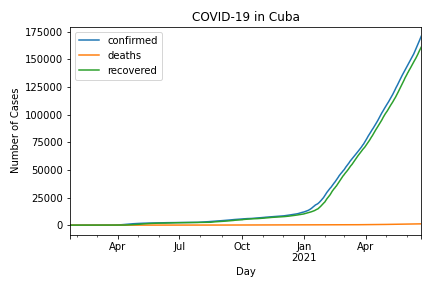 COVID-19 in Cuba
confirmed
deaths
recovered
Number of Cases
175000
150000
125000
100000
75000
50000
25000
0
Apr
Jul
Oct
Jan
2021
Apr
Day